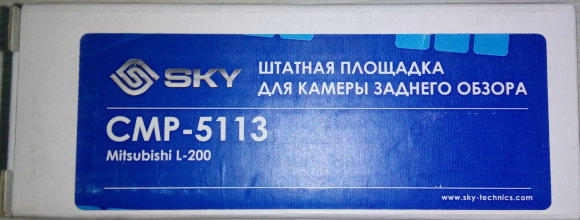 SKY
ШТАТНАЯ ПЛОЩАДКА
ДЛЯ КАМЕРЫ ЗАДНЕГО ОБЗОРА
CMP-5113
Mitsubishi L-200
www.sky-technics.com